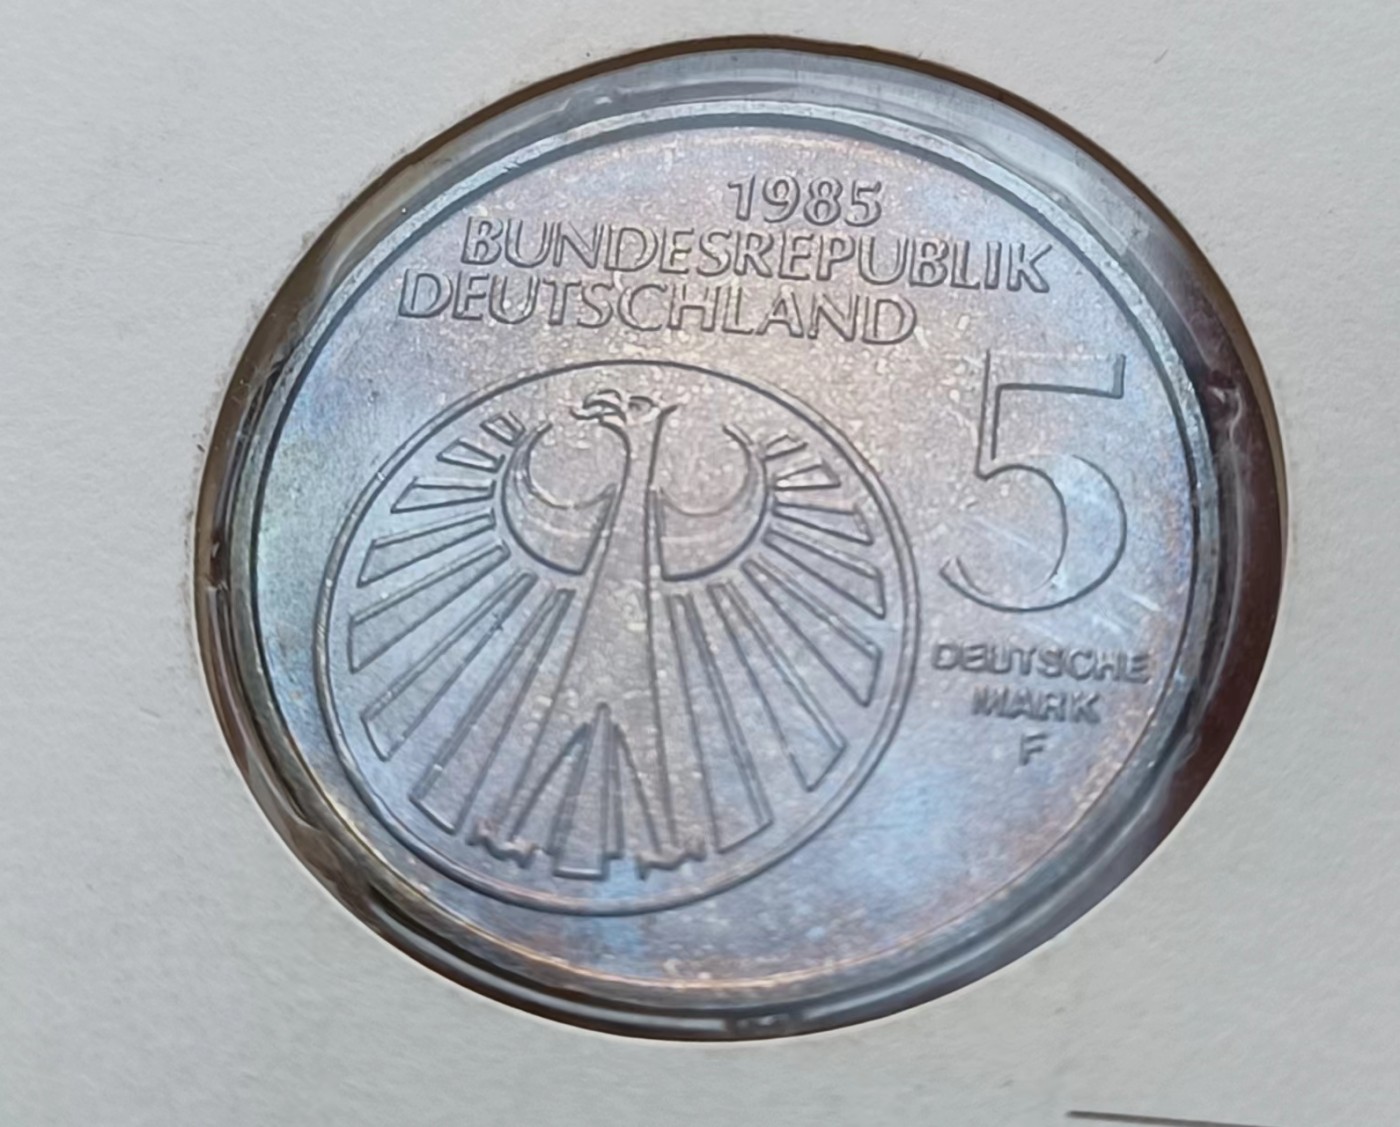 1985
BUNDESREPUBLIK
DEUTSCHLAND
5
DEUTSCHE
MARK
F